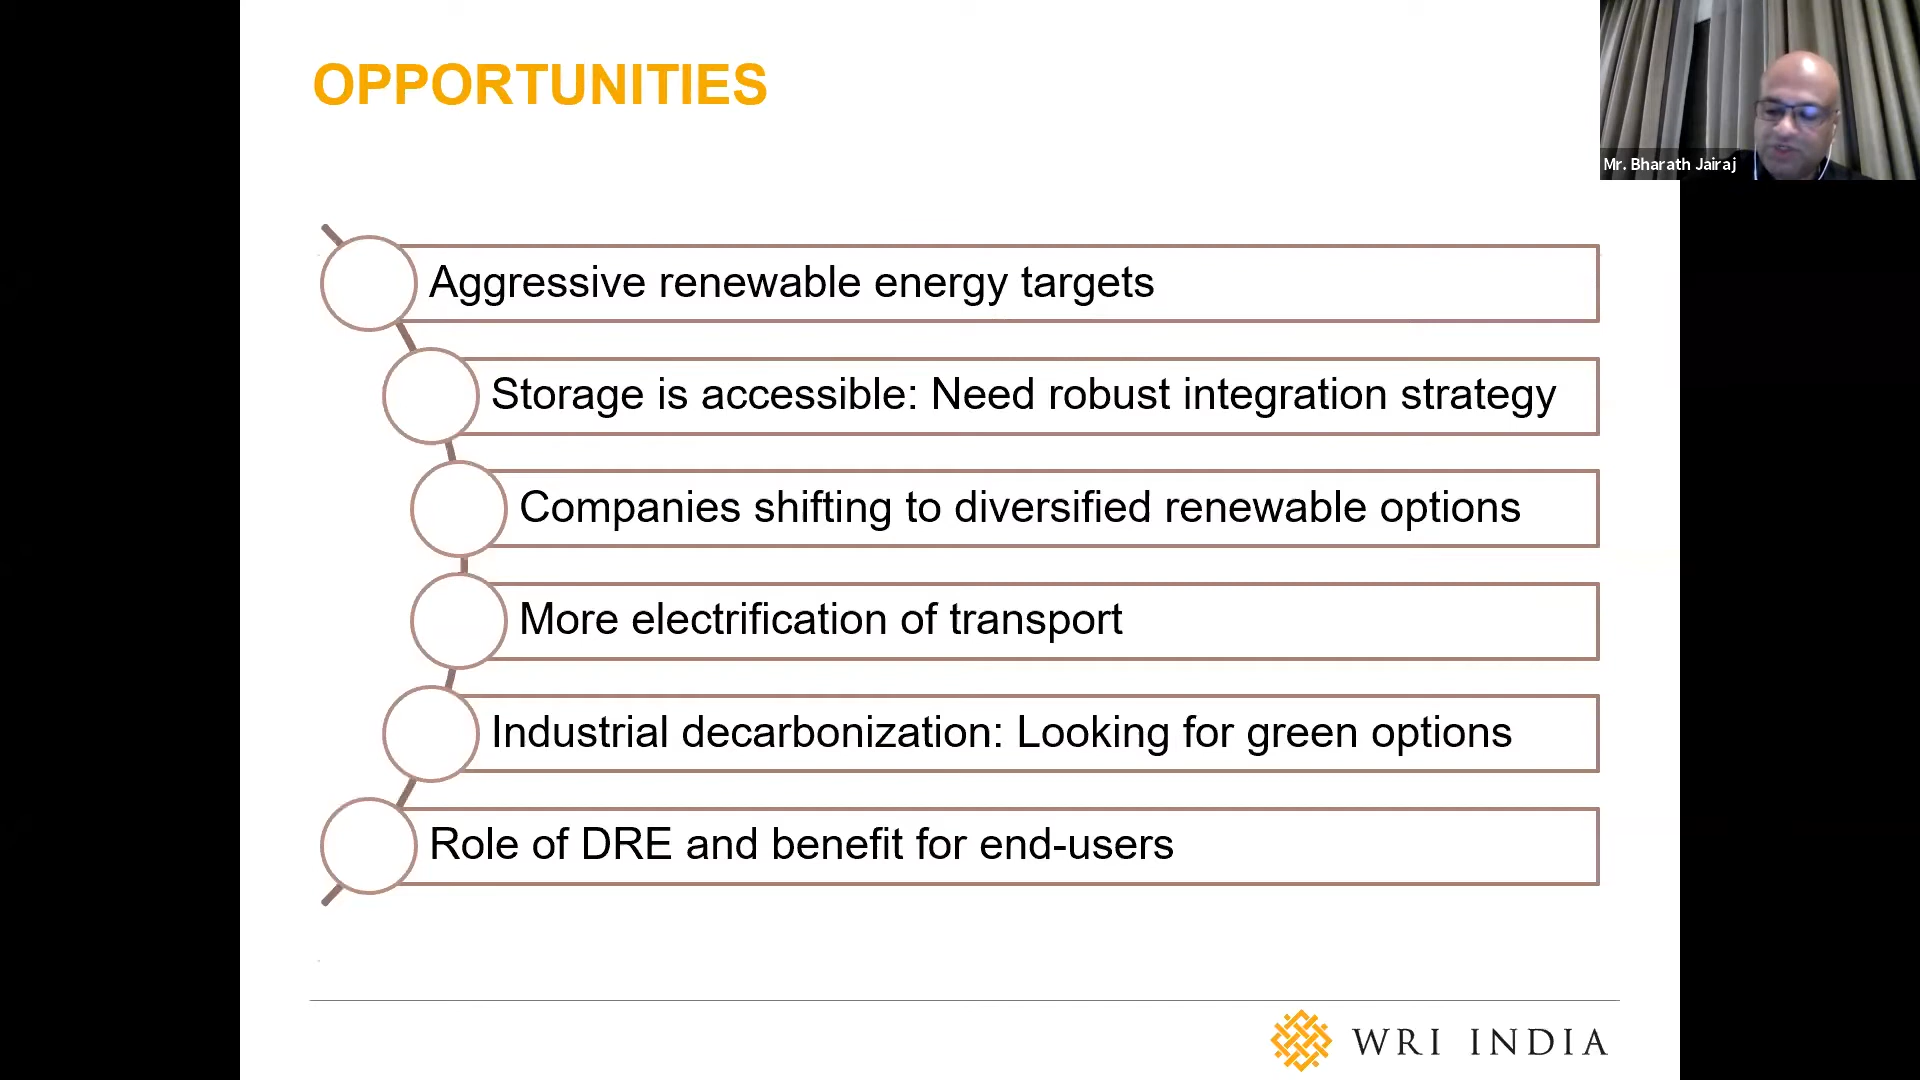 OPPORTUNITIES
Mr. Bharath Jairaj
Aggressive renewable energy targets
Storage is accessible: Need robust integration strategy
Companies shifting to diversified renewable options
More electrification of transport
Industrial decarbonization: Looking for green options
Role of DRE and benefit for end-users
WRI INDIA